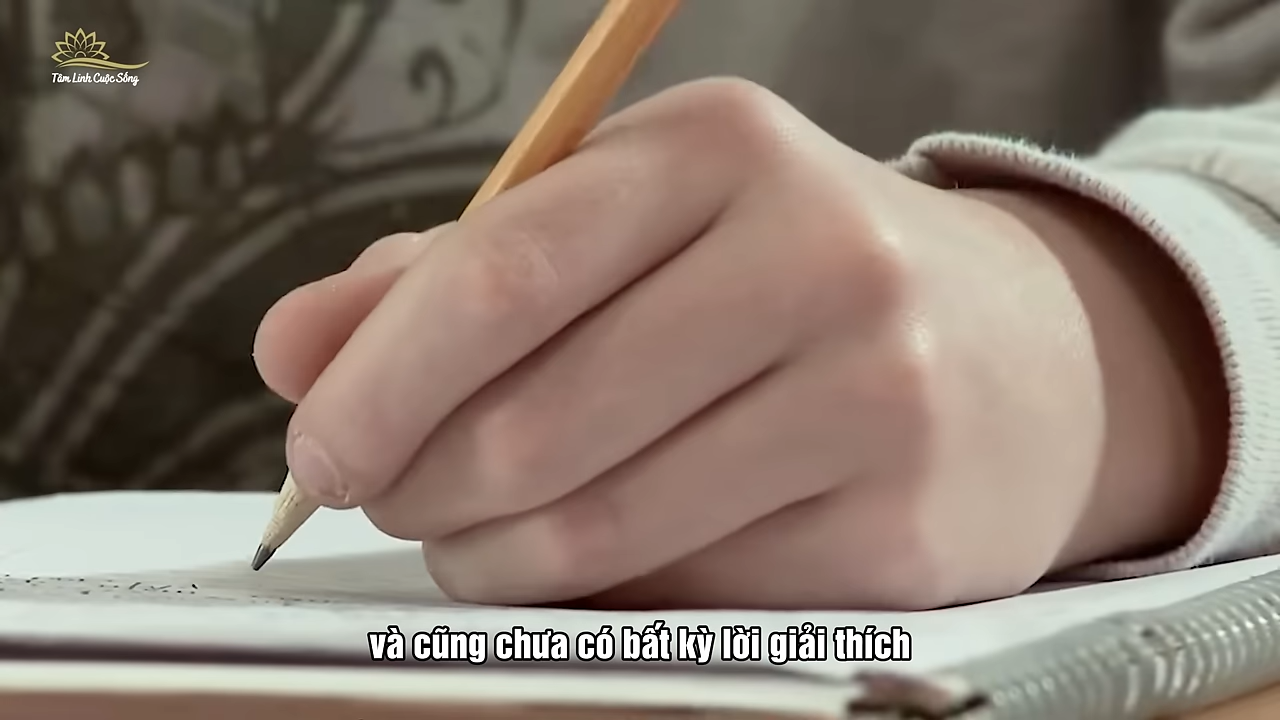 Tâm Linh Cuộc Sống
và cũng chưa có bất kỳ lời giải thích